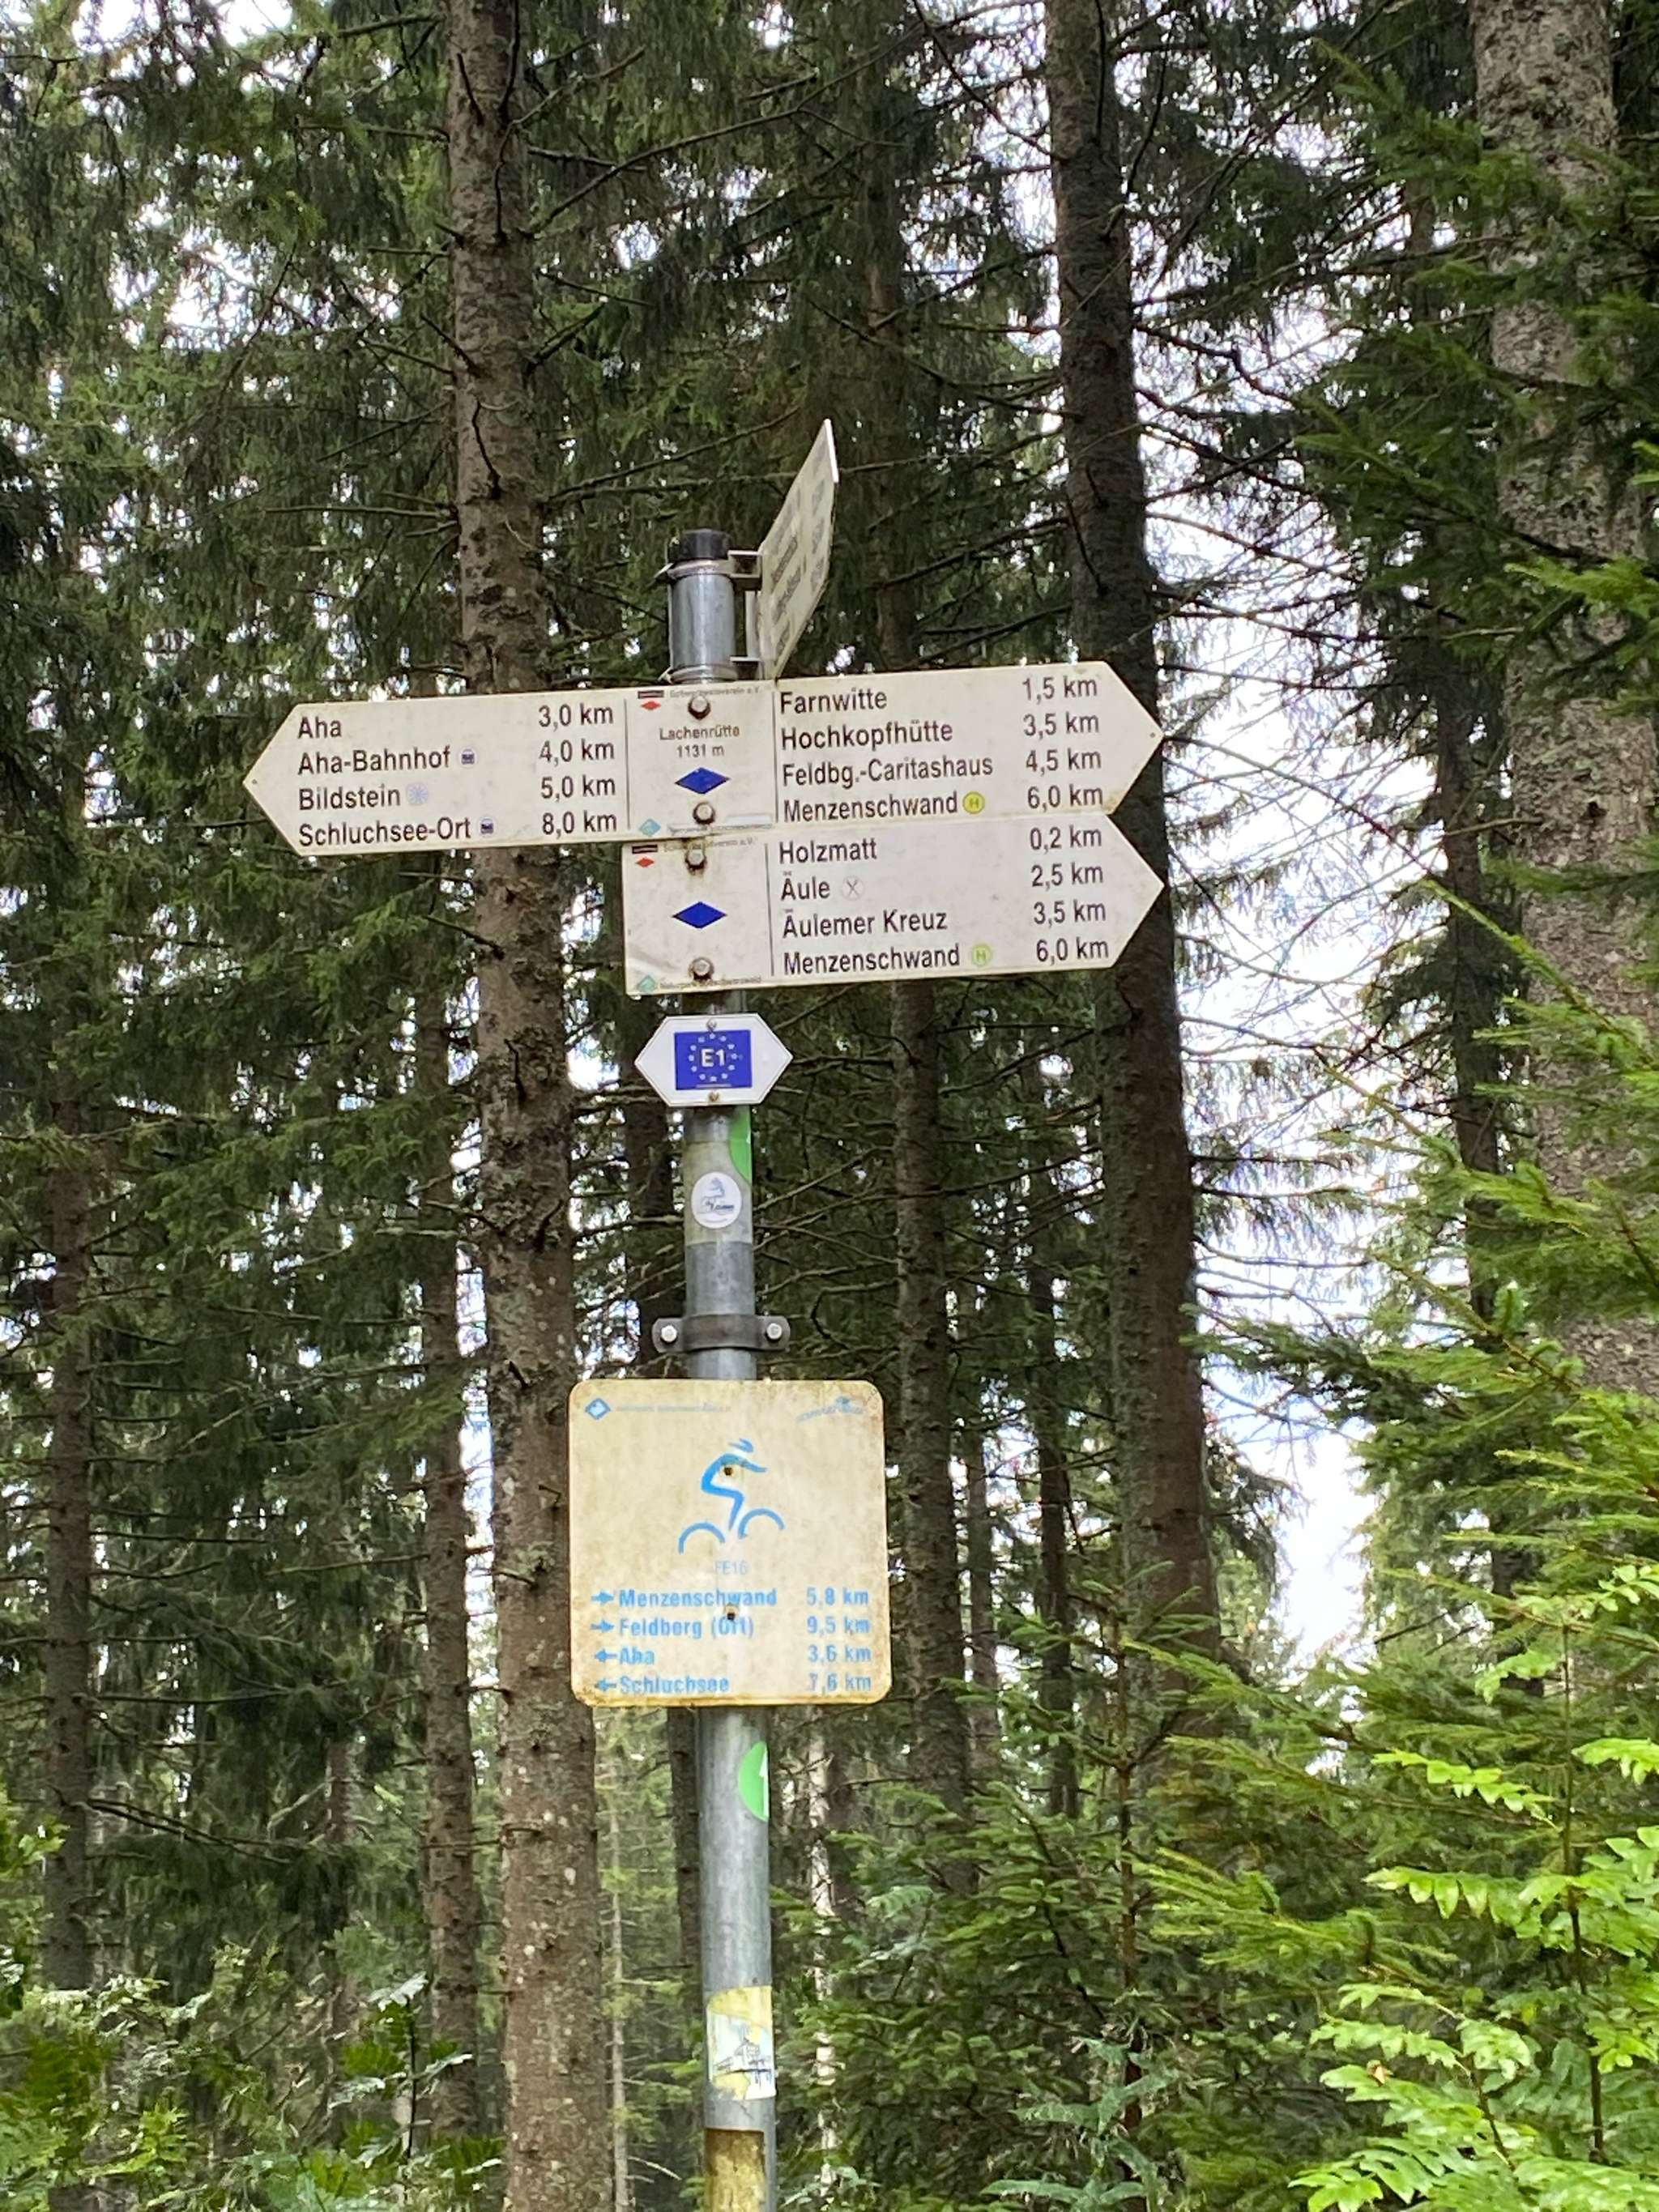 Schwarzwaldverein e.V.
Aha 3,0 km
Aha-Bahnhof 4,0 km
Bildstein 5,0 km
Schluchsee-Ort 8,0 km
Lachenrütte
1131 m
Farnwitte 1,5 km
Hochkopfhütte 3,5 km
Feldbg.-Caritashaus 4,5 km
Menzenschwand H 6,0 km
Holzmatt 0,2 km
Äule 2,5 km
Äulemer Kreuz 3,5 km
Menzenschwand H 6,0 km
Naturpark Südschwarzwald
E1
FE16
Menzenschwand 5,8 km
Feldberg (Ort) 9,5 km
Aha 3,6 km
Schluchsee 7,6 km